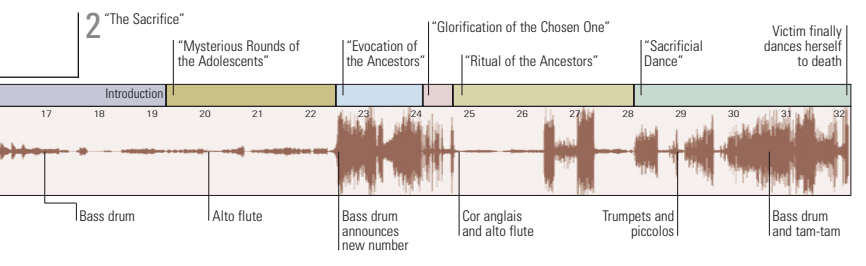 2 “The Sacrifice”
“Mysterious Rounds of
the Adolescents”
“Evocation of
the Ancestors”
“Glorification of the Chosen One”
“Ritual of the Ancestors”
“Sacrificial
Dance”
Victim finally
dances herself
to death
Introduction
17 18 19 20 21 22 23 24 25 26 27 28 29 30 31 32
Bass drum
Alto flute
Bass drum
announces
new number
Cor anglais
and alto flute
Trumpets and
piccolos
Bass drum
and tam-tam